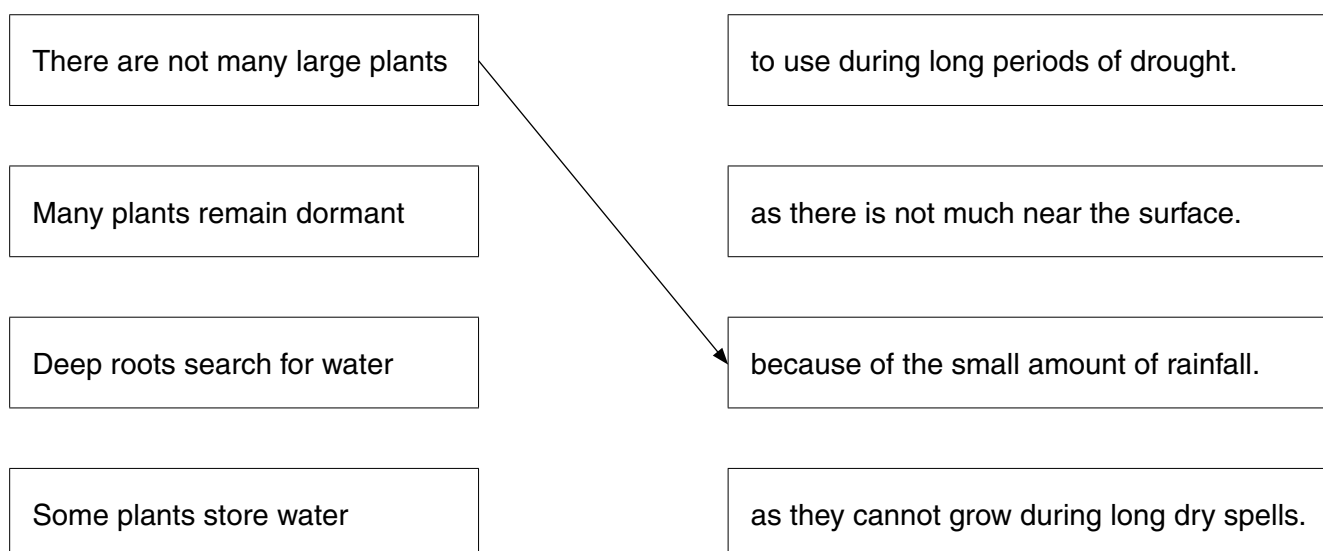 There are not many large plants
to use during long periods of drought.
Many plants remain dormant
as there is not much near the surface.
Deep roots search for water
because of the small amount of rainfall.
Some plants store water
as they cannot grow during long dry spells.